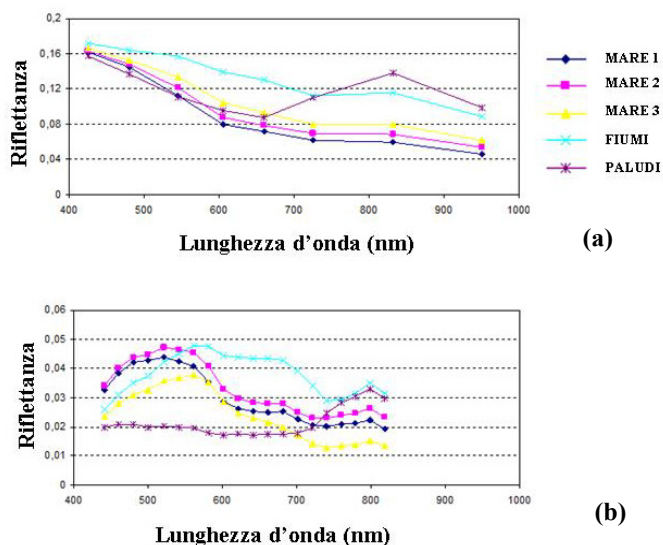 0,2
0,16
0,12
0,08
0,04
0
Riflettanza
400 500 600 700 800 900 1000
Lunghezza d'onda (nm)
MARE 1
MARE 2
MARE 3
FIUMI
PALUDI
(a)
0,06
0,05
0,04
0,03
0,02
0,01
0
Riflettanza
400 500 600 700 800 900 1000
Lunghezza d'onda (nm)
(b)